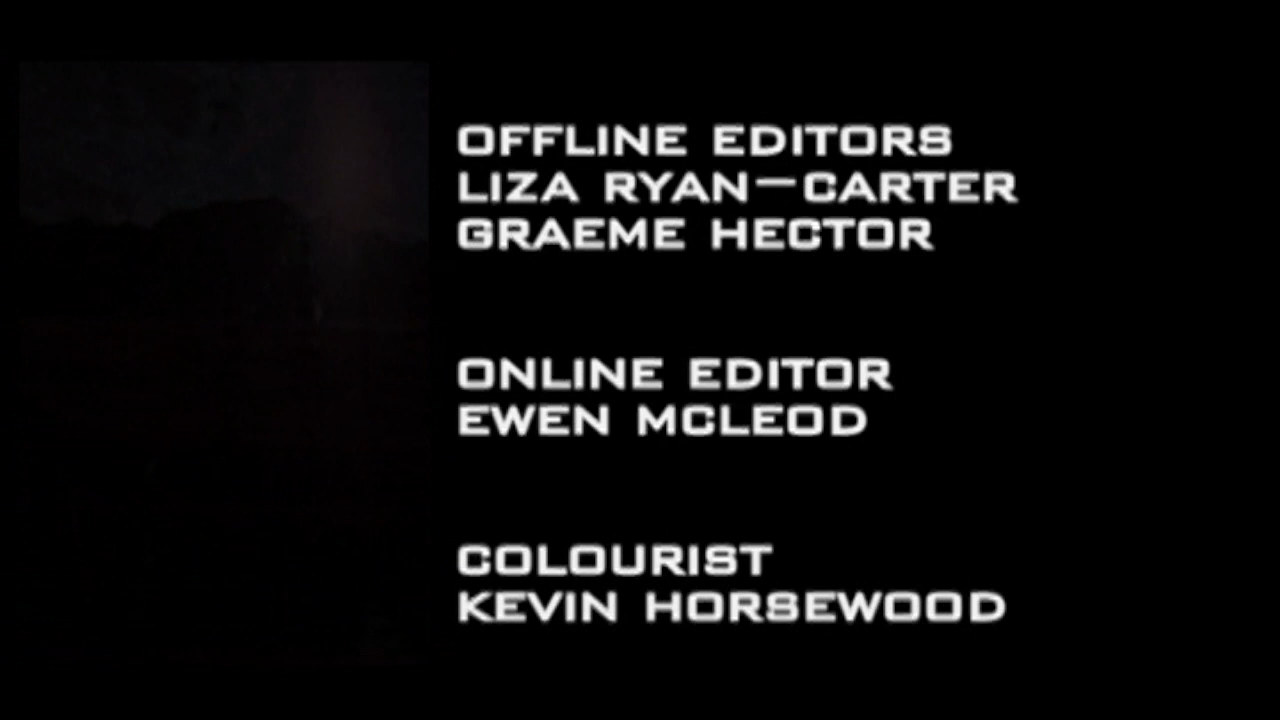 OFFLINE EDITORS
LIZA RYAN-CARTER
GRAEME HECTOR
ONLINE EDITOR
EWEN MCLEOD
COLOURIST
KEVIN HORSEWOOD